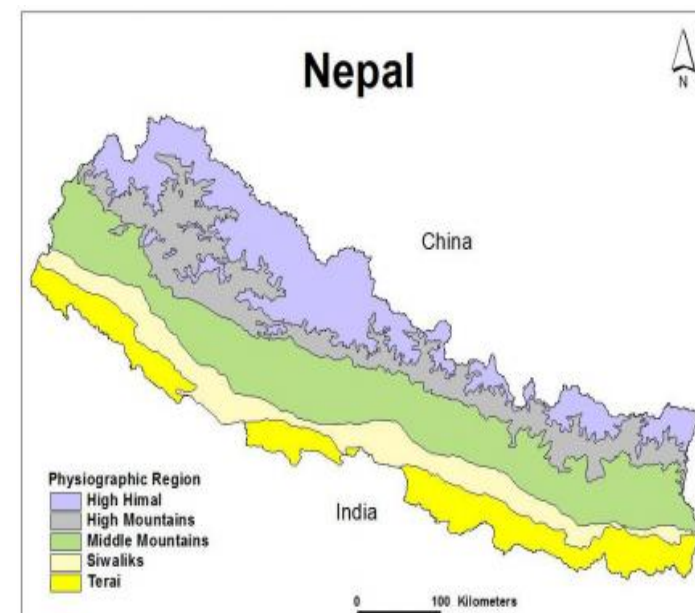 Nepal
N
China
India
Physiographic Region
High Himal
High Mountains
Middle Mountains
Siwaliks
Terai
0 100 Kilometers